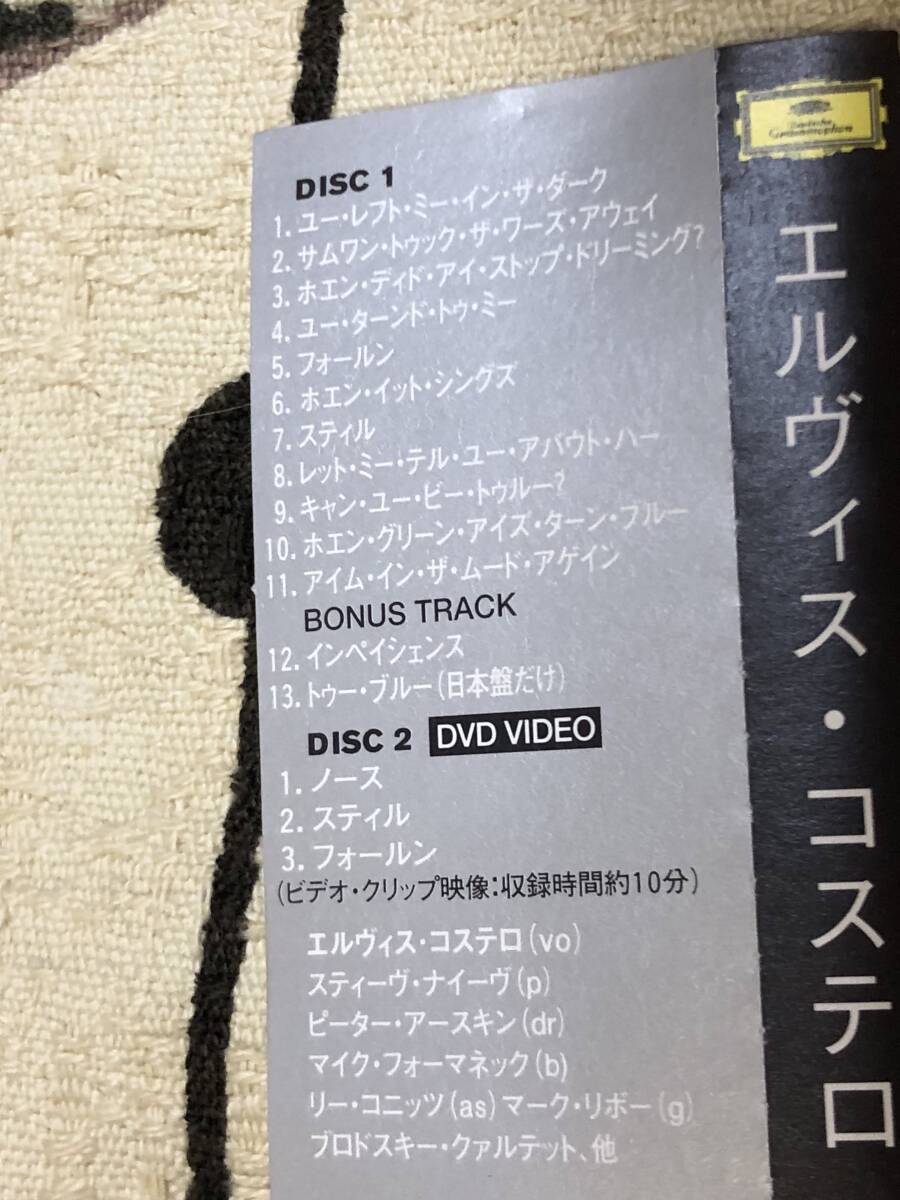 DISC 1
1. ユー・レフト・ミー・イン・ザ・ダーク
2. サムワン・トゥック・ザ・ワーズ・アウェイ
3. ホエン・ディド・アイ・ストップ・ドリーミング?
4. ユー・ターンド・トゥ・ミー
5. フォールン
6. ホエン・イット・シングズ
7. スティル
8. レット・ミー・テル・ユー・アバウト・ハー
9. キャン・ユー・ビー・トゥルー?
10. ホエン・グリーン・アイズ・ターン・ブルー
11. アイム・イン・ザ・ムード・アゲイン
BONUS TRACK
12. インペイシェンス
13. トゥー・ブルー(日本盤だけ)
DISC 2 DVD VIDEO
1. ノース
2. スティル
3. フォールン
(ビデオ・クリップ映像:収録時間約10分)
エルヴィス・コステロ(vo)
スティーヴ・ナイーヴ(p)
ピーター・アースキン(dr)
マイク・フォーマネック(b)
リー・コニッツ(as)マーク・リボー(g)
ブロドスキー・クァルテット、他
Deutsche
Grammophon
エルヴィス・コステロ